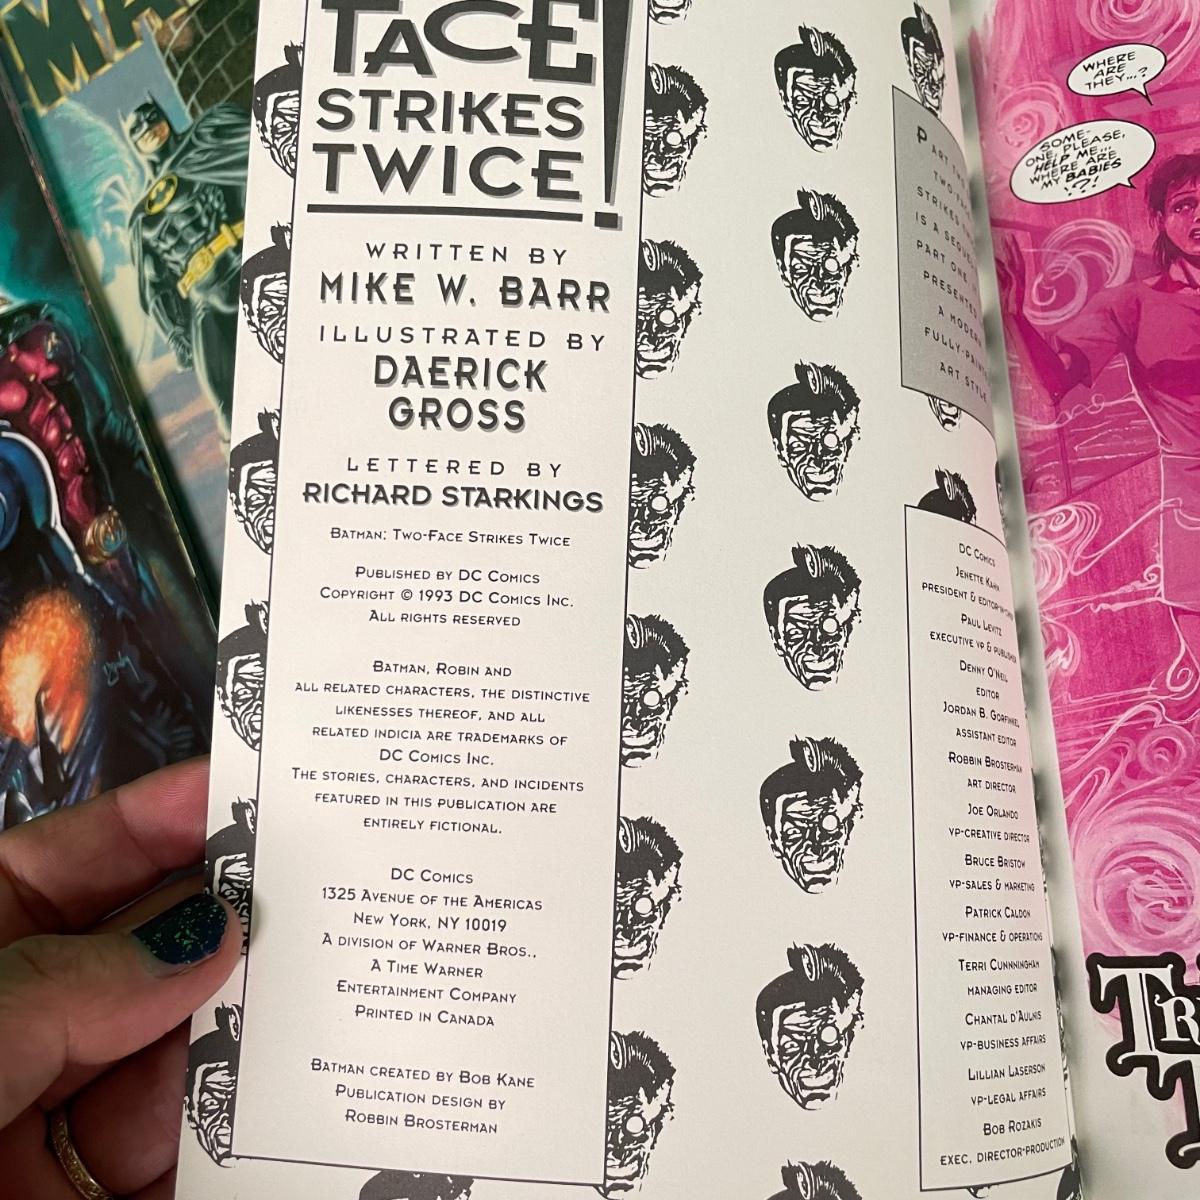 FACE
STRIKES
TWICE!
WRITTEN BY
MIKE W. BARR
ILLUSTRATED BY
DAERICK
GROSS
LETTERED BY
RICHARD STARKINGS
BATMAN: TWO-FACE STRIKES TWICE
PUBLISHED BY DC COMICS
COPYRIGHT © 1993 DC COMICS INC.
ALL RIGHTS RESERVED
BATMAN, ROBIN AND
ALL RELATED CHARACTERS, THE DISTINCTIVE
LIKENESSES THEREOF, AND ALL
RELATED INDICIA ARE TRADEMARKS OF
DC COMICS INC.
THE STORIES, CHARACTERS, AND INCIDENTS
FEATURED IN THIS PUBLICATION ARE
ENTIRELY FICTIONAL.
DC COMICS
1325 AVENUE OF THE AMERICAS
NEW YORK, NY 10019
A DIVISION OF WARNER BROS.,
A TIME WARNER
ENTERTAINMENT COMPANY
PRINTED IN CANADA
BATMAN CREATED BY BOB KANE
PUBLICATION DESIGN BY
ROBBIN BROSTERMAN
PART
TWO-
STRIKES
IS A
PART ONE
PRESENTED
A MODERN
FULLY-
ART STYLE
DC COMICS
JENETTE KAHN
PRESIDENT & EDITOR-IN-CHIEF
PAUL LEVITZ
EXECUTIVE VP & PUBLISHER
DENNY O'NEIL
EDITOR
JORDAN B. GORFINKEL
ASSISTANT EDITOR
ROBBIN BROSTERMAN
ART DIRECTOR
JOE ORLANDO
VP-CREATIVE DIRECTOR
BRUCE BRISTOW
VP-SALES & MARKETING
PATRICK CALDON
VP-FINANCE & OPERATIONS
TERRI CUNNNINGHAM
MANAGING EDITOR
CHANTAL D'AULNIS
VP-BUSINESS AFFAIRS
LILLIAN LASERSON
VP-LEGAL AFFAIRS
BOB ROZAKIS
EXEC. DIRECTOR-PRODUCTION
WHERE
ARE
THEY...?
SOME-
ONE, PLEASE,
HELP ME...
WHERE ARE
MY BABIES
?!